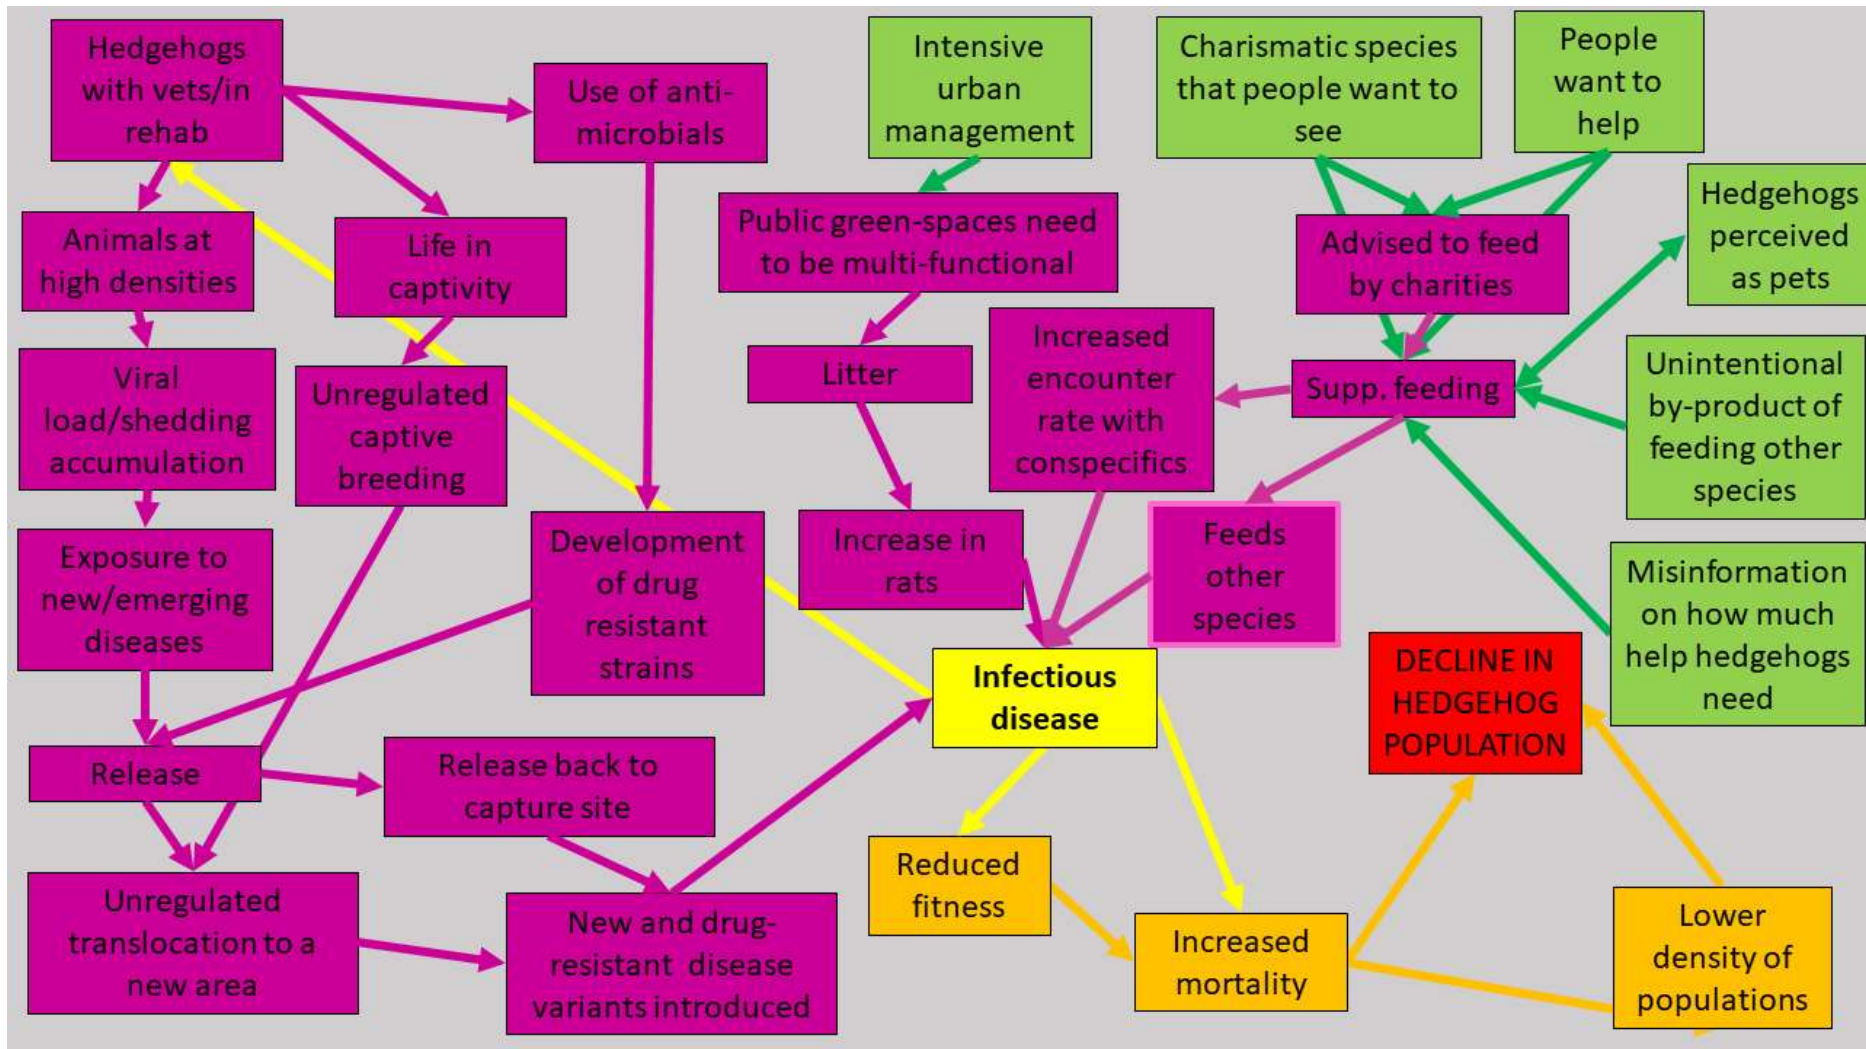 Hedgehogs
with vets/in
rehab
Use of anti-
microbials
Intensive
urban
management
Charismatic species
that people want to
see
People
want to
help
Animals at
high densities
Life in
captivity
Public green-spaces need
to be multi-functional
Advised to feed
by charities
Hedgehogs
perceived
as pets
Viral
load/shedding
accumulation
Unregulated
captive
breeding
Litter
Increased
encounter
rate with
conspecifics
Supp. feeding
Unintentional
by-product of
feeding other
species
Exposure to
new/emerging
diseases
Development
of drug
resistant
strains
Increase in
rats
Feeds
other
species
Misinformation
on how much
help hedgehogs
need
Infectious
disease
DECLINE IN
HEDGEHOG
POPULATION
Release
Release back to
capture site
Reduced
fitness
Unregulated
translocation to a
new area
New and drug-
resistant disease
variants introduced
Increased
mortality
Lower
density of
populations